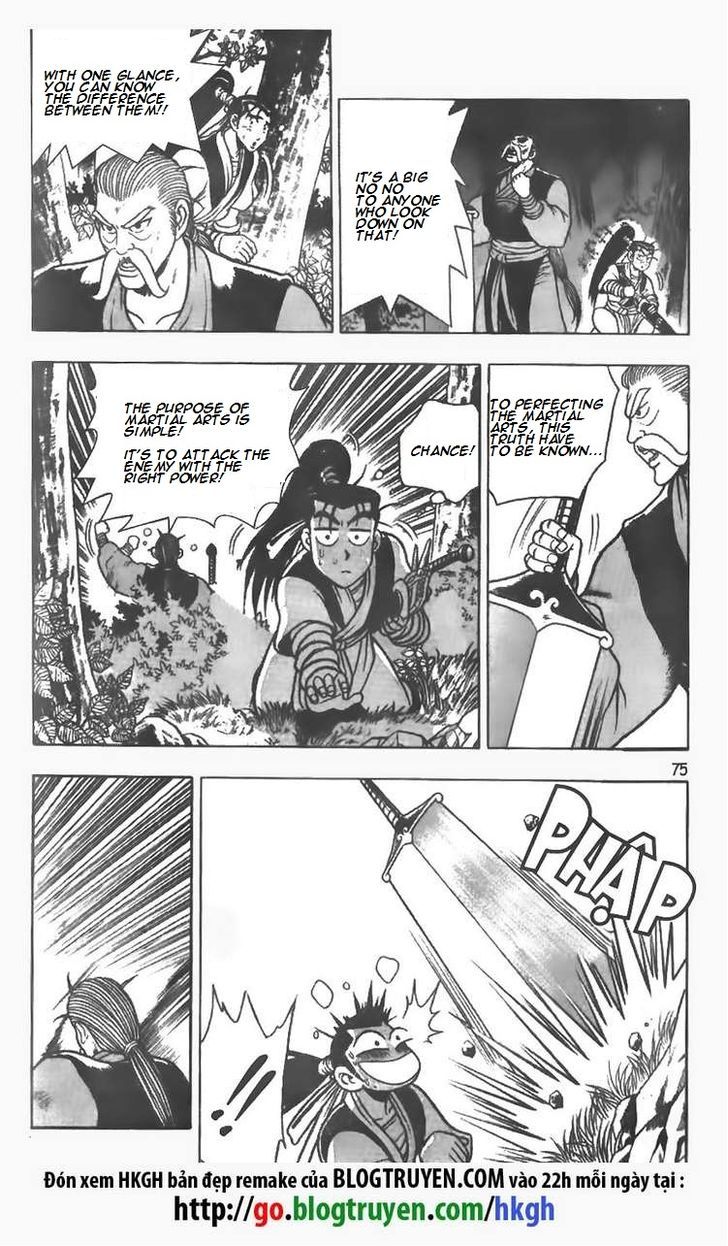 WITH ONE GLANCE,
YOU CAN KNOW
THE DIFFERENCE
BETWEEN THEM!!
IT'S A BIG
NO NO
TO ANYONE
WHO LOOK
DOWN ON
THAT!
THE PURPOSE OF
MARTIAL ARTS IS
SIMPLE!
IT'S TO ATTACK THE
ENEMY WITH THE
RIGHT POWER!
CHANCE!
TO PERFECTING
THE MARTIAL
ARTS, THIS
TRUTH HAVE
TO BE KNOWN...
75
PHẬP
!!
Đón xem HKGH bản đẹp remake của BLOGTRUYEN.COM vào 22h mỗi ngày tại :
http://go.blogtruyen.com/hkgh